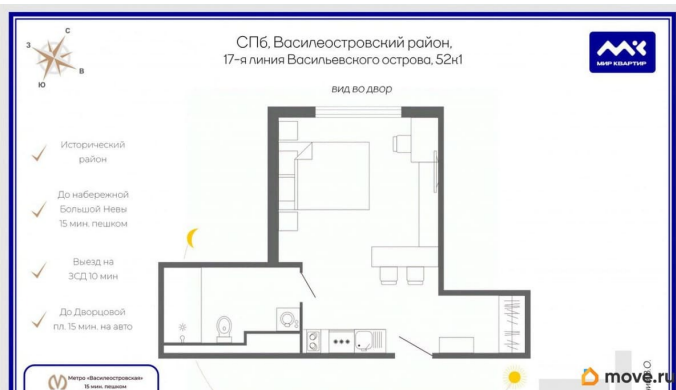 СПб, Василеостровский район,
17-я линия Васильевского острова, 52к1
МИР КВАРТИР
вид во двор
С
З
В
Ю
Исторический
район
До набережной
Большой Невы
15 мин. пешком
Выезд на
ЗСД 10 мин
До Дворцовой
пл. 15 мин. на авто
Метро «Василеостровская»
15 мин. пешком
move.ru